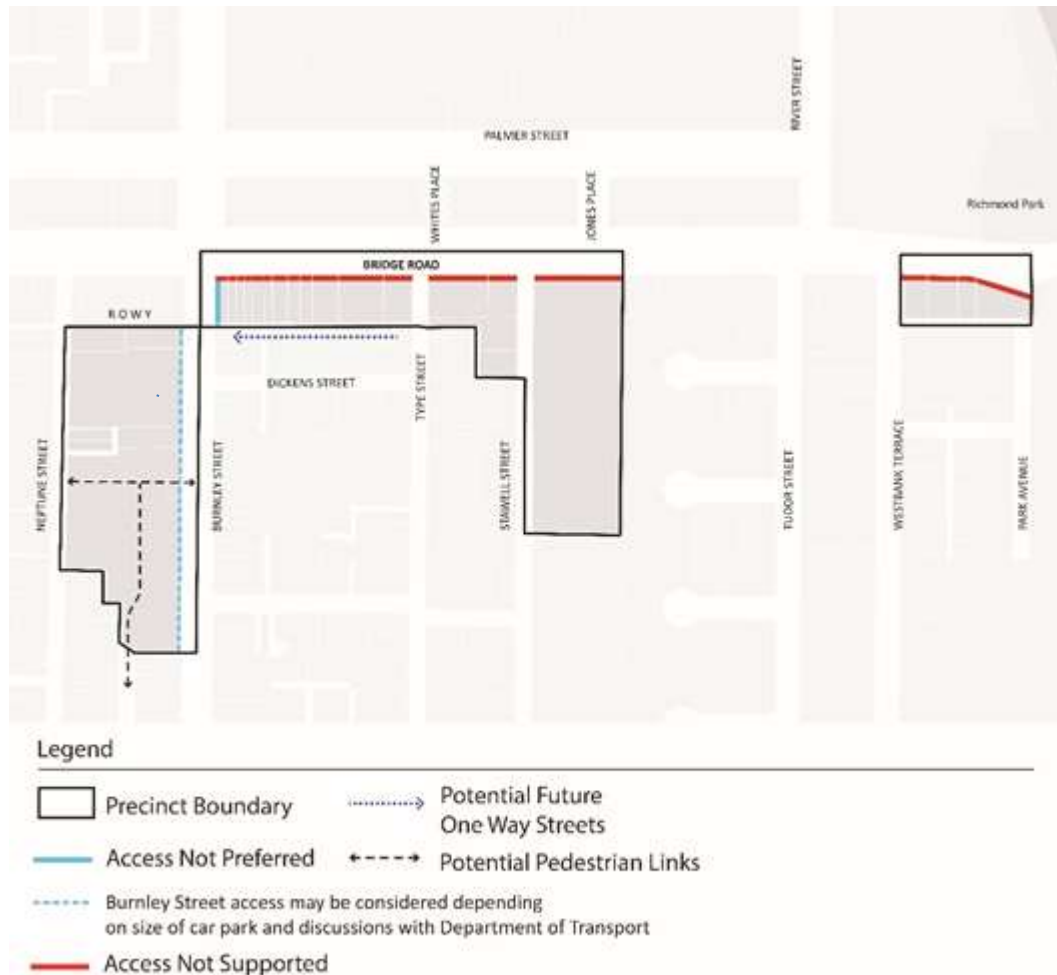 RIVER STREET
PALMER STREET
WHITES PLACE
JONES PLACE
Richmond Park
BRIDGE ROAD
ROWY
DICKENS STREET
TYPE STREET
NEPTUNE STREET
BURNLEY STREET
STAWELL STREET
TUDOR STREET
WESTBANK TERRACE
PARK AVENUE
Legend
Precinct Boundary
Potential Future
One Way Streets
Access Not Preferred
Potential Pedestrian Links
Burnley Street access may be considered depending
on size of car park and discussions with Department of Transport
Access Not Supported